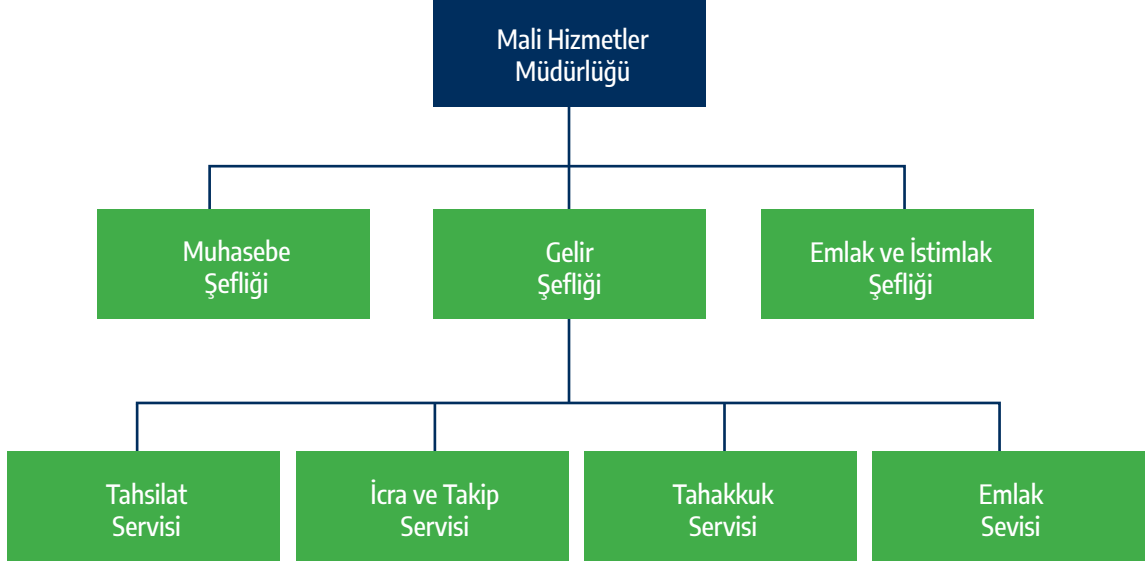 Mali Hizmetler
Müdürlüğü
Muhasebe
Şefliği
Gelir
Şefliği
Emlak ve İstimlak
Şefliği
Tahsilat
Servisi
İcra ve Takip
Servisi
Tahakkuk
Servisi
Emlak
Sevisi